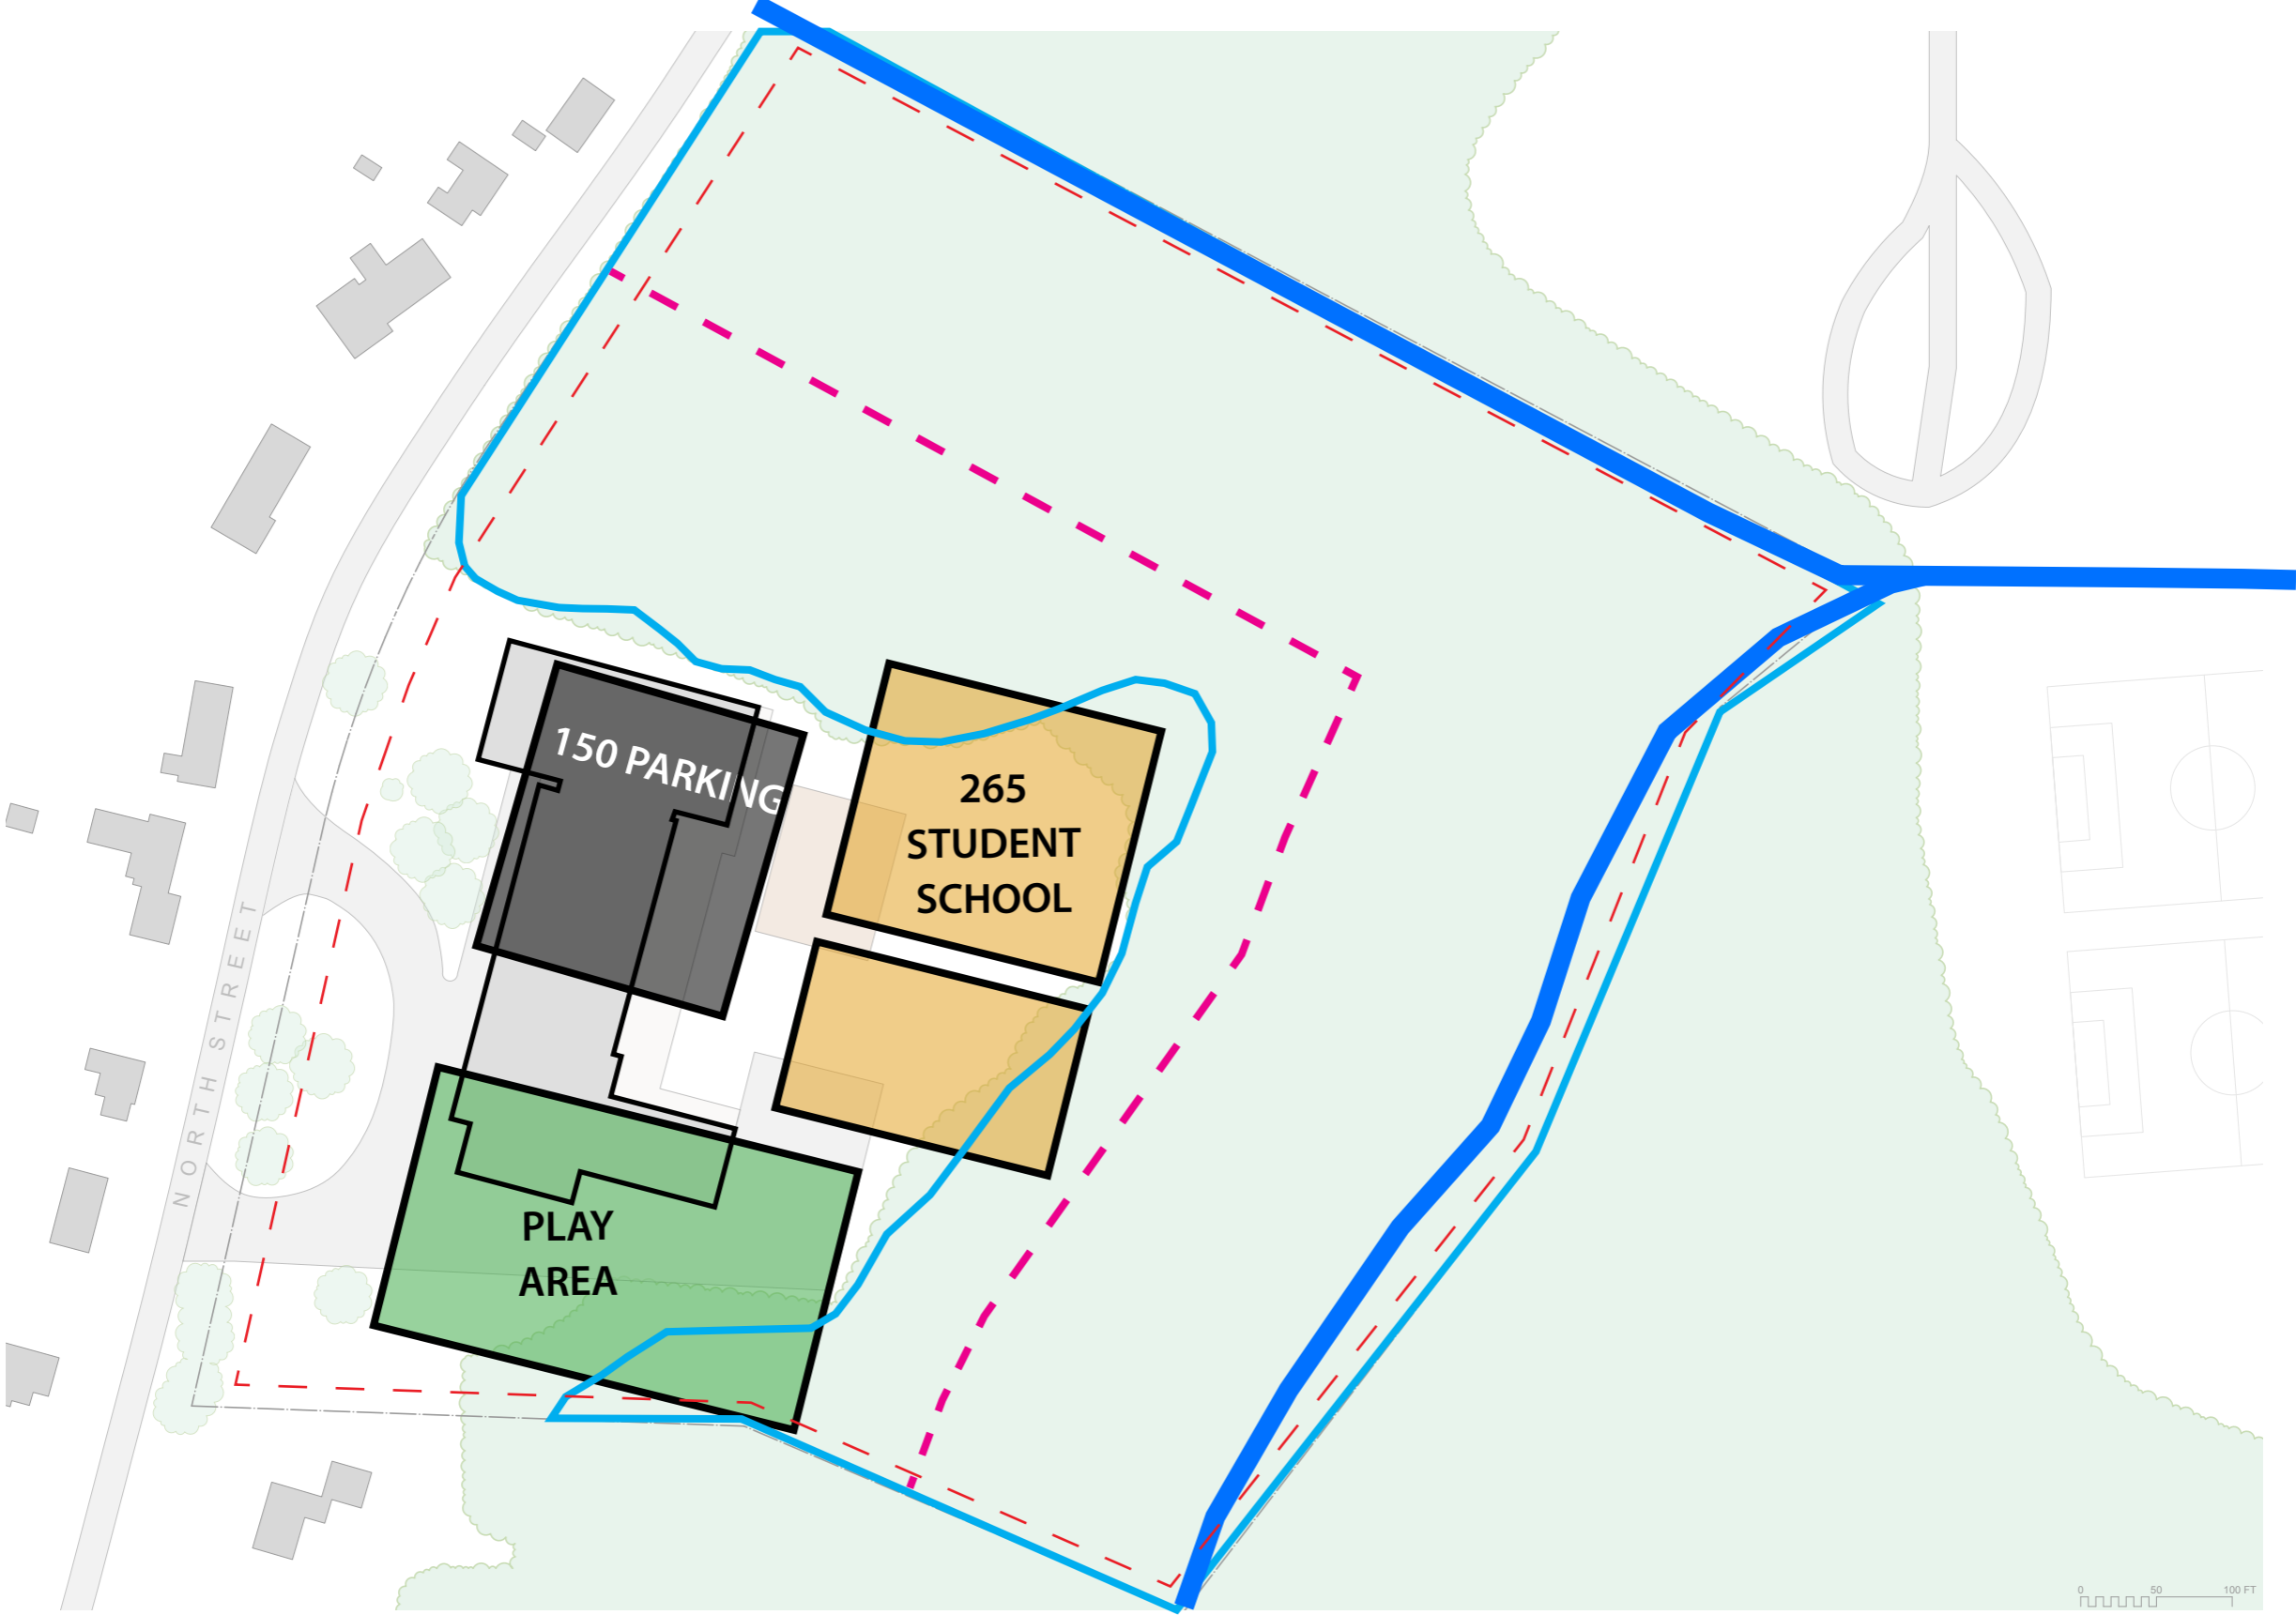 150 PARKING
265
STUDENT
SCHOOL
NORTH STREET
PLAY
AREA
0 50 100 FT